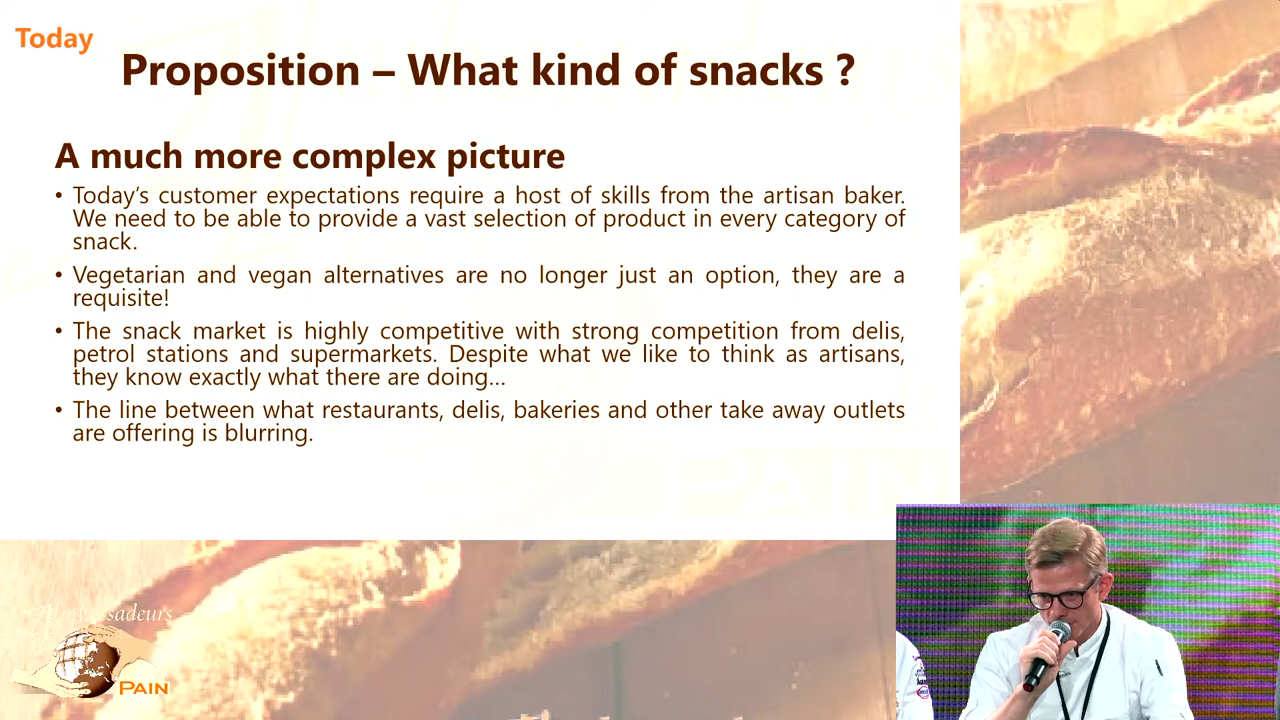 Today
Proposition – What kind of snacks ?
A much more complex picture
• Today’s customer expectations require a host of skills from the artisan baker.
We need to be able to provide a vast selection of product in every category of
snack.
• Vegetarian and vegan alternatives are no longer just an option, they are a
requisite!
• The snack market is highly competitive with strong competition from delis,
petrol stations and supermarkets. Despite what we like to think as artisans,
they know exactly what there are doing...
• The line between what restaurants, delis, bakeries and other take away outlets
are offering is blurring.
PAIN
Ambassadeurs
PAIN